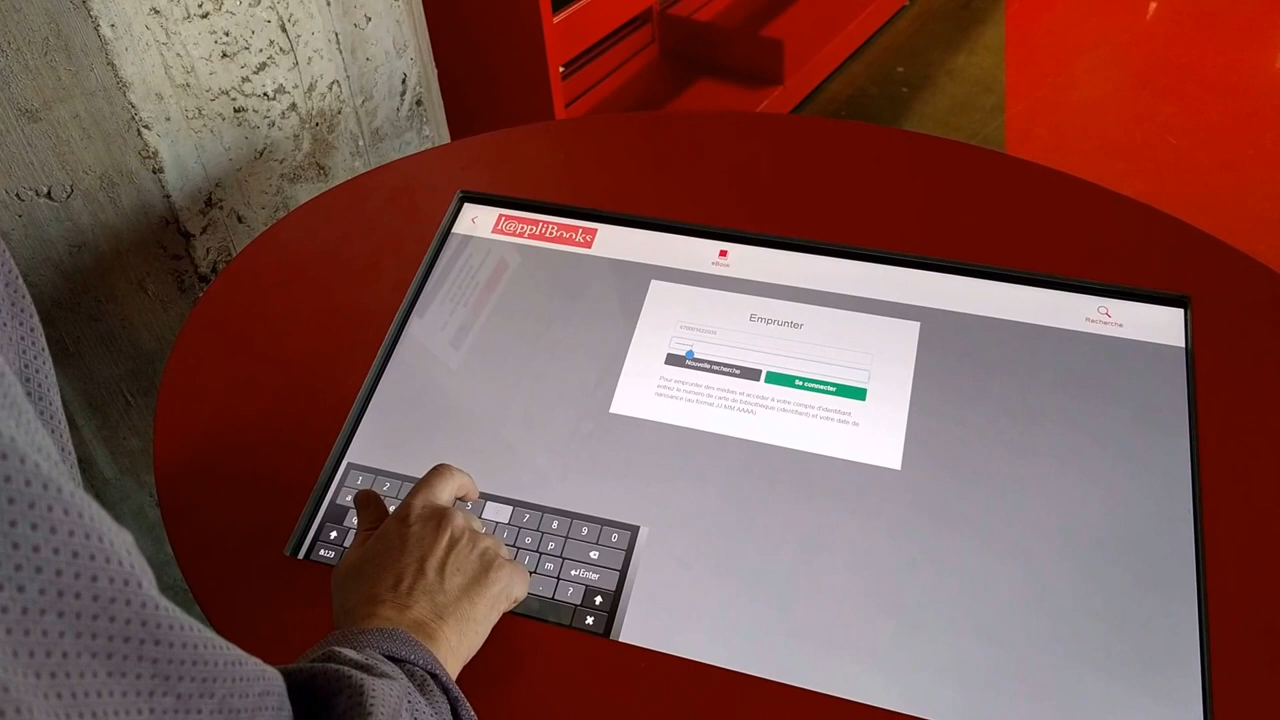 l@ppliBooks
eBook
Recherche
Emprunter
Nouvelle recherche
Se connecter
Pour emprunter des médias et accéder à votre compte d'identifiant,
entrez le numéro de carte de bibliothèque (identifiant) et votre date de
naissance (au format JJ.MM.AAAA)
1 2 5 7 8 9 0
a i o p
l m Enter
&123 . ?